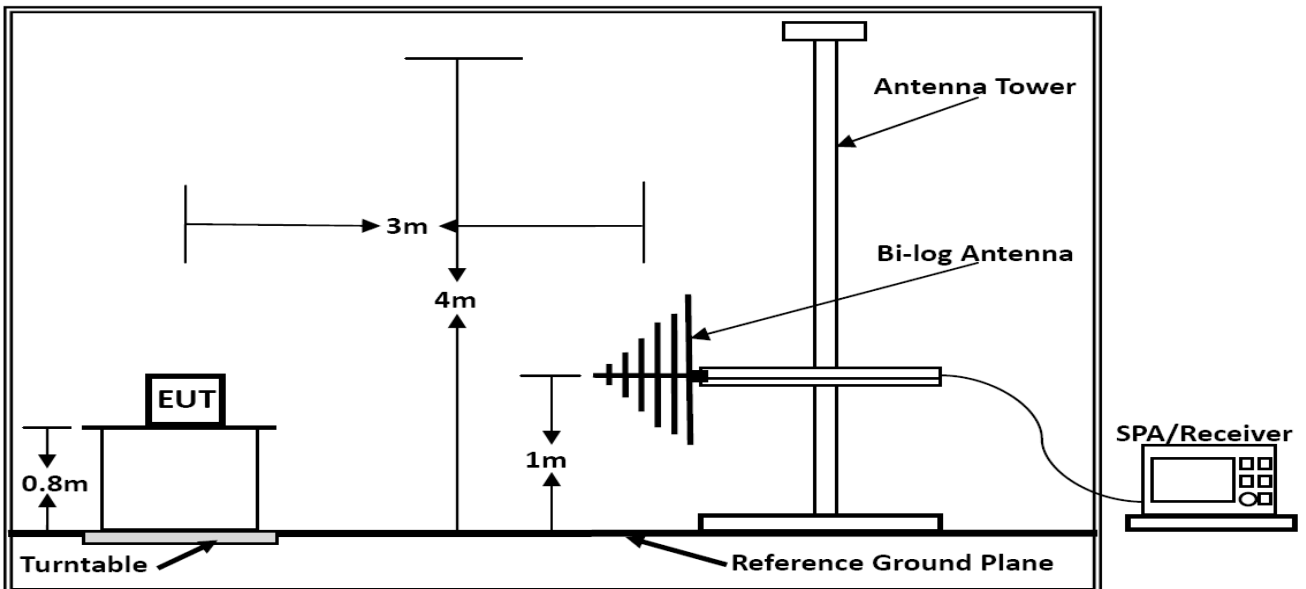 Antenna Tower
3m
Bi-log Antenna
4m
EUT
SPA/Receiver
1m
0.8m
Turntable
Reference Ground Plane